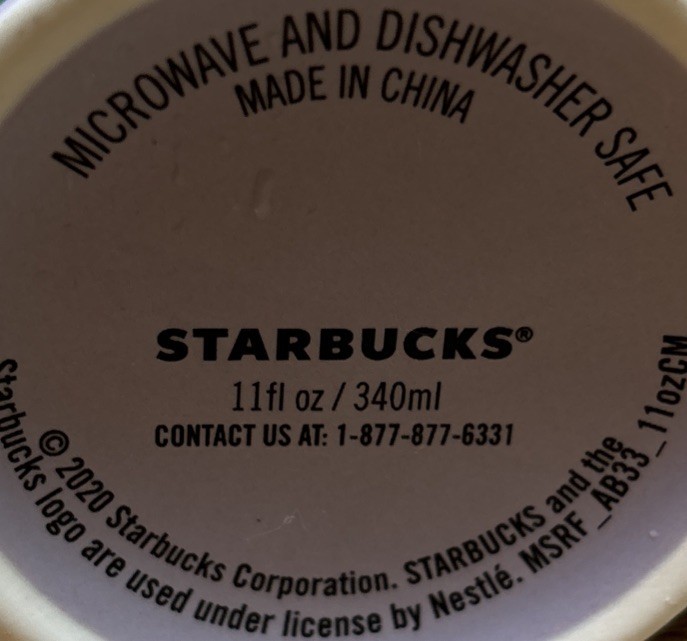 MICROWAVE AND DISHWASHER SAFE
MADE IN CHINA
STARBUCKS®
11fl oz / 340ml
CONTACT US AT: 1-877-877-6331
© 2020 Starbucks Corporation. STARBUCKS and the
Starbucks logo are used under license by Nestlé. MSRF_AB33_11ozCM